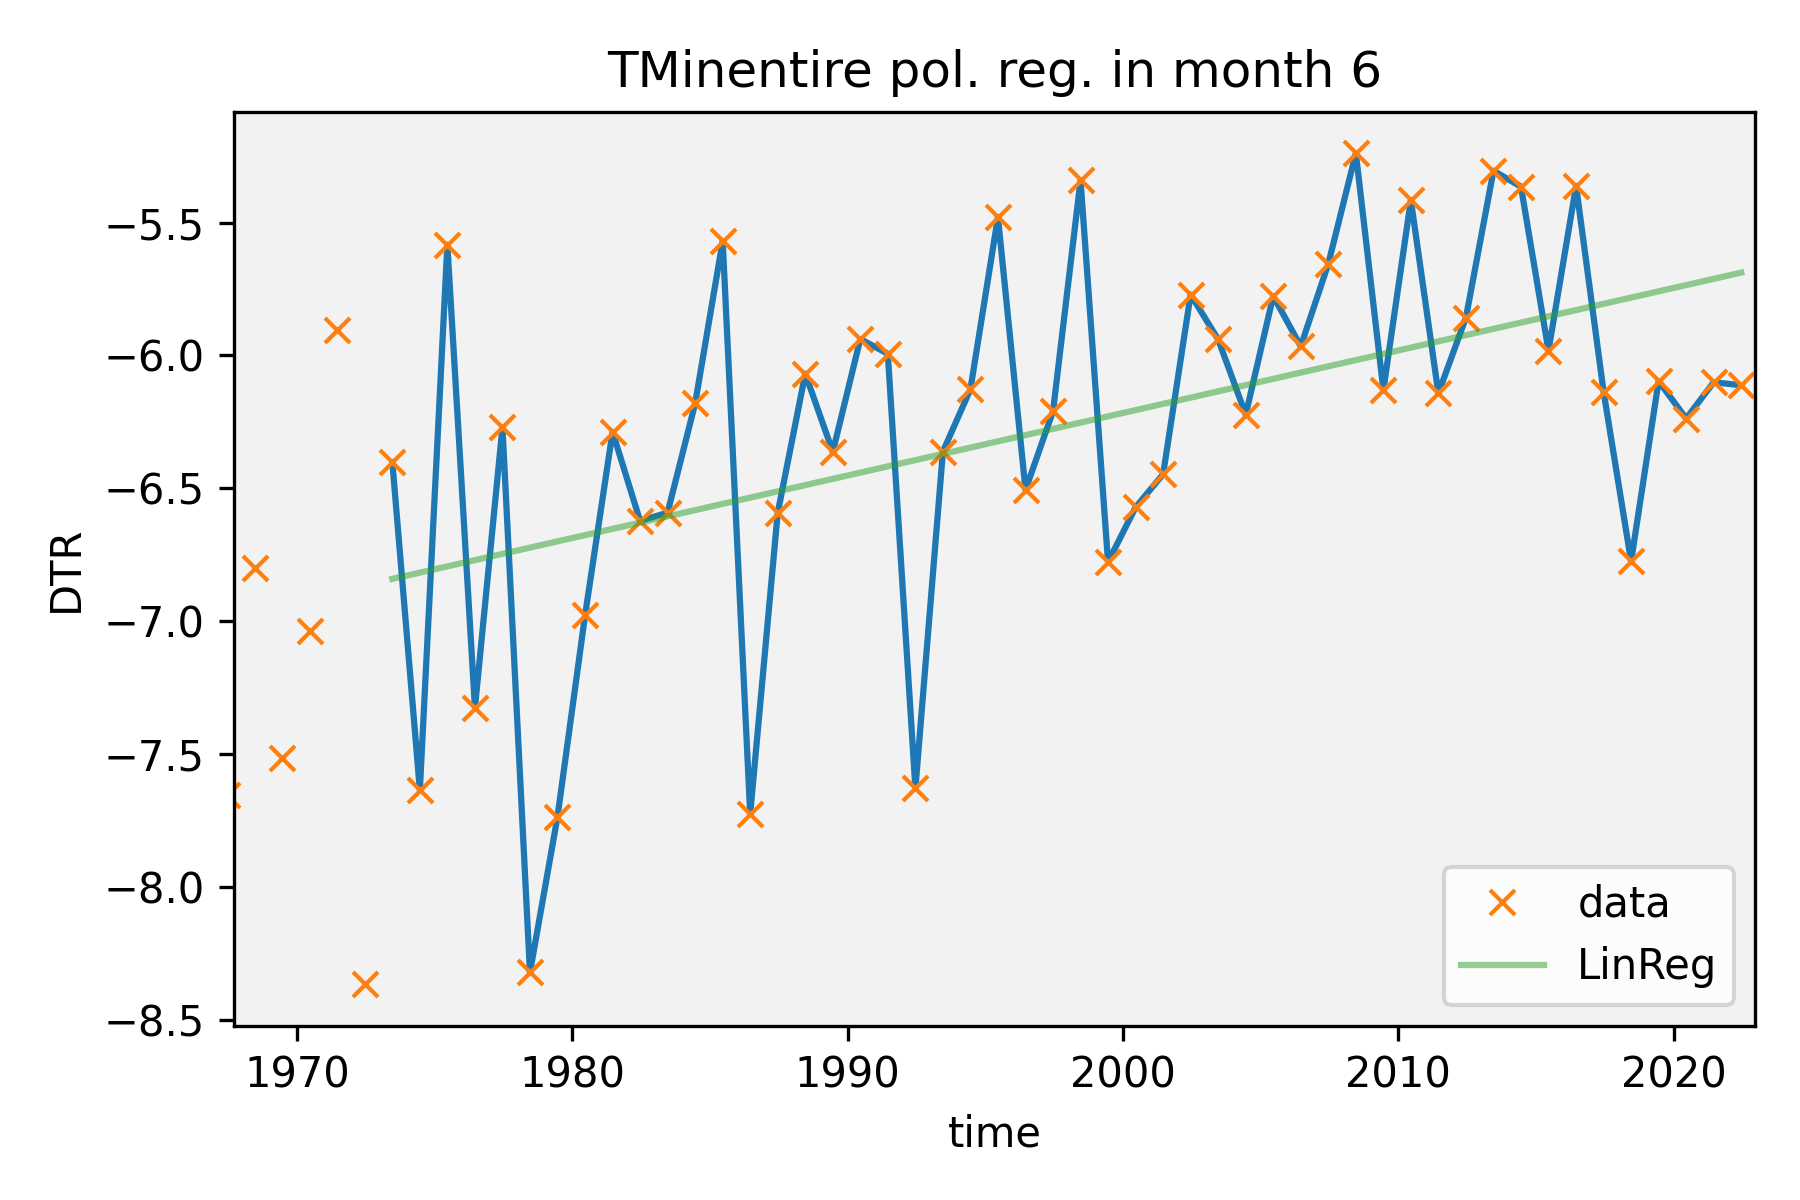 TMinentire pol. reg. in month 6
DTR
−5.5
−6.0
−6.5
−7.0
−7.5
−8.0
−8.5
1970 1980 1990 2000 2010 2020
time
data
LinReg